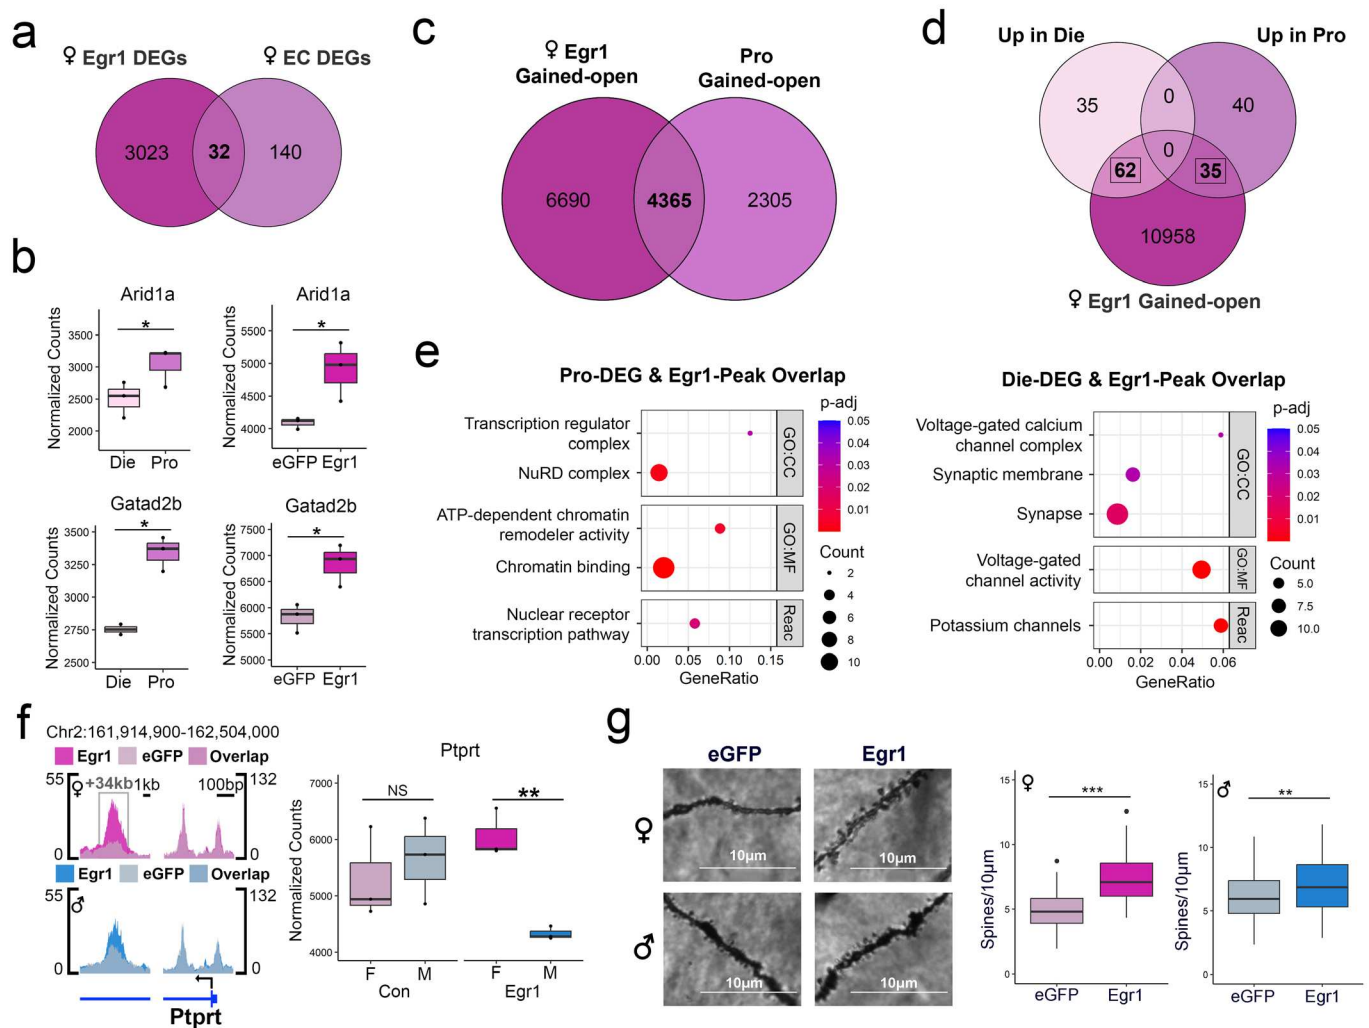 a
♀ Egr1 DEGs
♀ EC DEGs
3023
32
140
b
Arid1a
Normalized Counts
3500
3000
2500
2000
*
Die
Pro
Arid1a
Normalized Counts
5500
5000
4500
4000
*
eGFP
Egr1
Gatad2b
Normalized Counts
3500
3250
3000
2750
2500
*
Die
Pro
Gatad2b
Normalized Counts
7500
7000
6500
6000
5500
5000
*
eGFP
Egr1
c
♀ Egr1
Gained-open
Pro
Gained-open
6690
4365
2305
d
Up in Die
Up in Pro
35
0
40
0
62
35
10958
♀ Egr1 Gained-open
e
Pro-DEG & Egr1-Peak Overlap
Transcription regulator
complex
NuRD complex
GO:CC
ATP-dependent chromatin
remodeler activity
Chromatin binding
GO:MF
Nuclear receptor
transcription pathway
Reac
0.00
0.05
0.10
0.15
GeneRatio
p-adj
0.05
0.04
0.03
0.02
0.01
Count
2
4
6
8
10
Die-DEG & Egr1-Peak Overlap
Voltage-gated calcium
channel complex
Synaptic membrane
Synapse
GO:CC
Voltage-gated
channel activity
GO:MF
Potassium channels
Reac
0.00
0.02
0.04
0.06
GeneRatio
p-adj
0.05
0.04
0.03
0.02
0.01
Count
5.0
7.5
10.0
f
Chr2:161,914,900-162,504,000
Egr1
eGFP
Overlap
55
♀
+34kb
1kb
100bp
132
0
0
Egr1
eGFP
Overlap
55
♂
132
0
0
Ptprt
Ptprt
Normalized Counts
7000
6000
5000
4000
NS
**
F
M
F
M
Con
Egr1
g
eGFP
Egr1
♀
10µm
10µm
♂
10µm
10µm
♀
Spines/10µm
15
10
5
0
***
eGFP
Egr1
♂
Spines/10µm
15
10
5
0
**
eGFP
Egr1